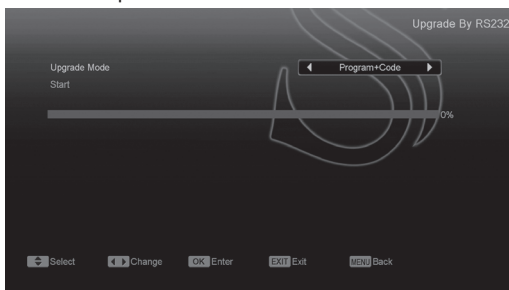 Upgrade By RS232
Upgrade Mode Program+Code
Start
0%
Select Change OK Enter EXIT Exit MENU Back